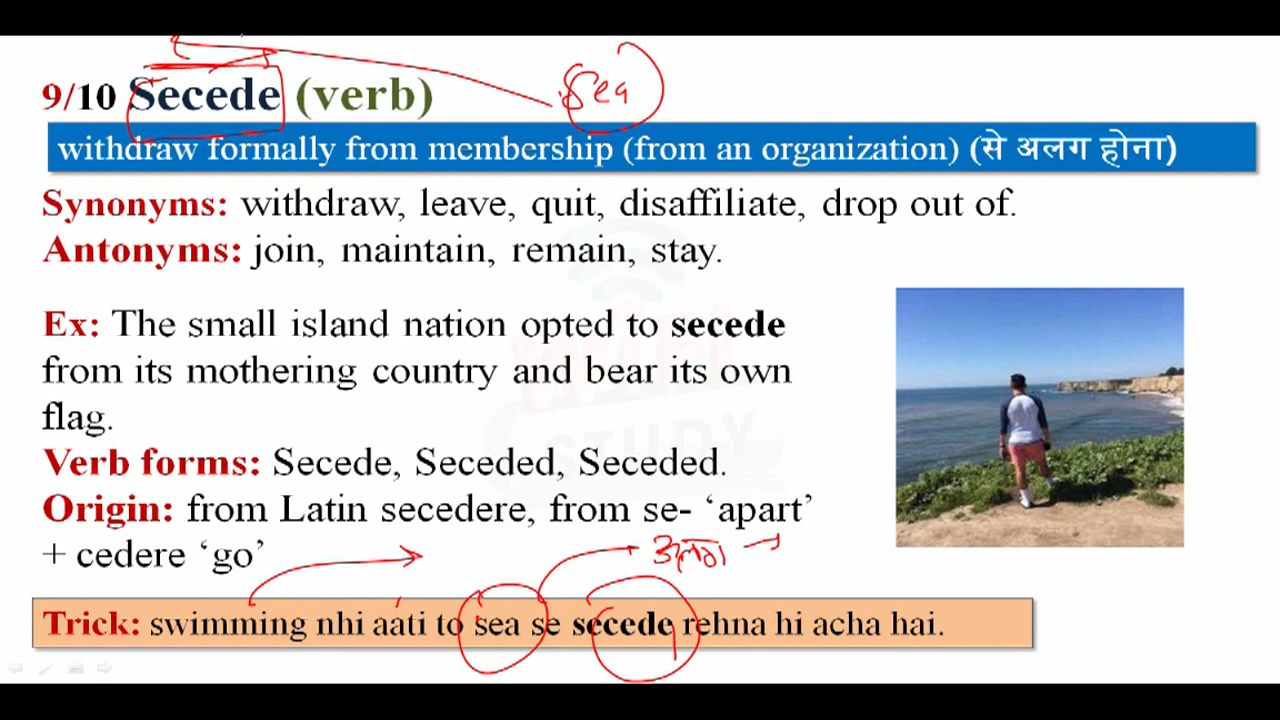 9/10 Secede (verb)
sea
withdraw formally from membership (from an organization) (से अलग होना)
Synonyms: withdraw, leave, quit, disaffiliate, drop out of.
Antonyms: join, maintain, remain, stay.
Ex: The small island nation opted to secede
from its mothering country and bear its own
flag.
Verb forms: Secede, Seceded, Seceded.
Origin: from Latin secedere, from se- ‘apart’
+ cedere ‘go’
अलग
Trick: swimming nhi aati to sea se secede rehna hi acha hai.
STUDY